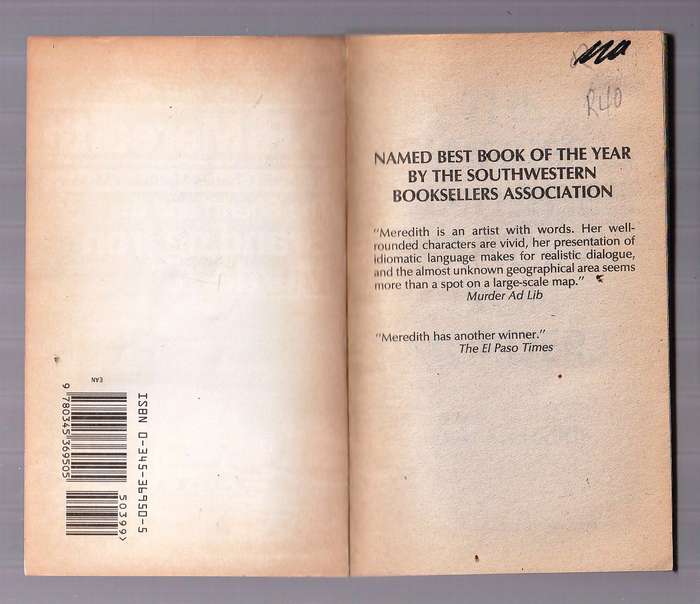 EAN
9 780345 369505
50399>
ISBN 0-345-36950-5
R40
NAMED BEST BOOK OF THE YEAR
BY THE SOUTHWESTERN
BOOKSELLERS ASSOCIATION
"Meredith is an artist with words. Her well-
rounded characters are vivid, her presentation of
idiomatic language makes for realistic dialogue,
and the almost unknown geographical area seems
more than a spot on a large-scale map."
Murder Ad Lib
"Meredith has another winner."
The El Paso Times